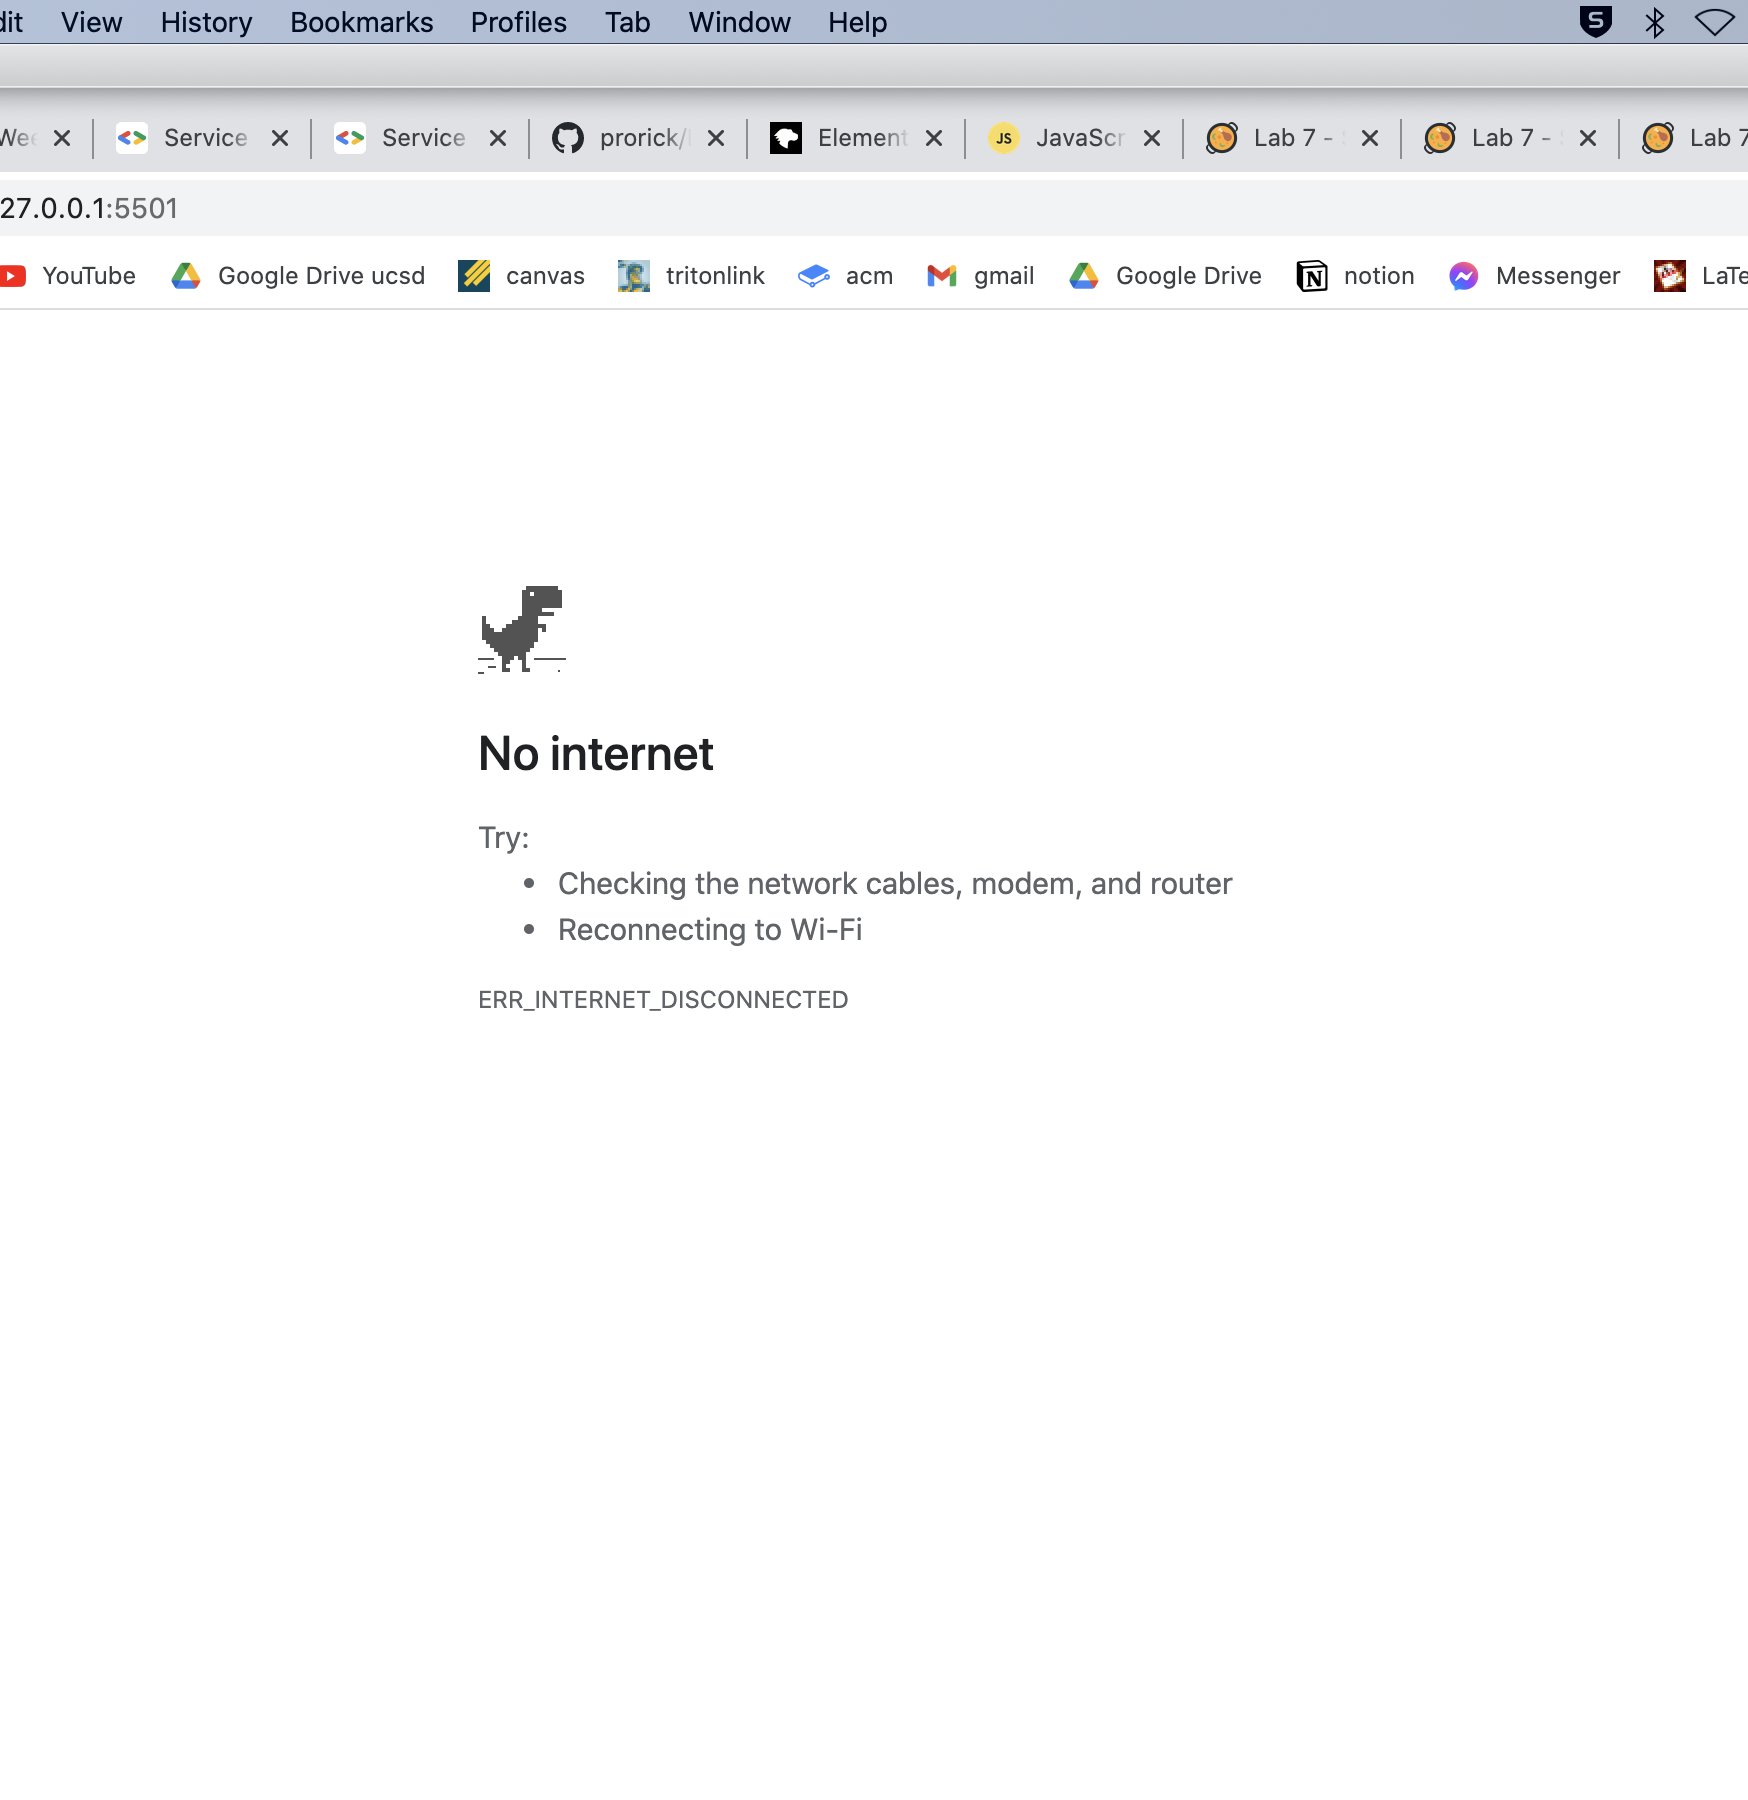 dit View History Bookmarks Profiles Tab Window Help
Wee Service Service prorick/ Element JS JavaScr Lab 7 - Lab 7 - Lab 7
27.0.0.1:5501
YouTube Google Drive ucsd canvas tritonlink acm gmail Google Drive notion Messenger LaTe
No internet
Try:
• Checking the network cables, modem, and router
• Reconnecting to Wi-Fi
ERR_INTERNET_DISCONNECTED